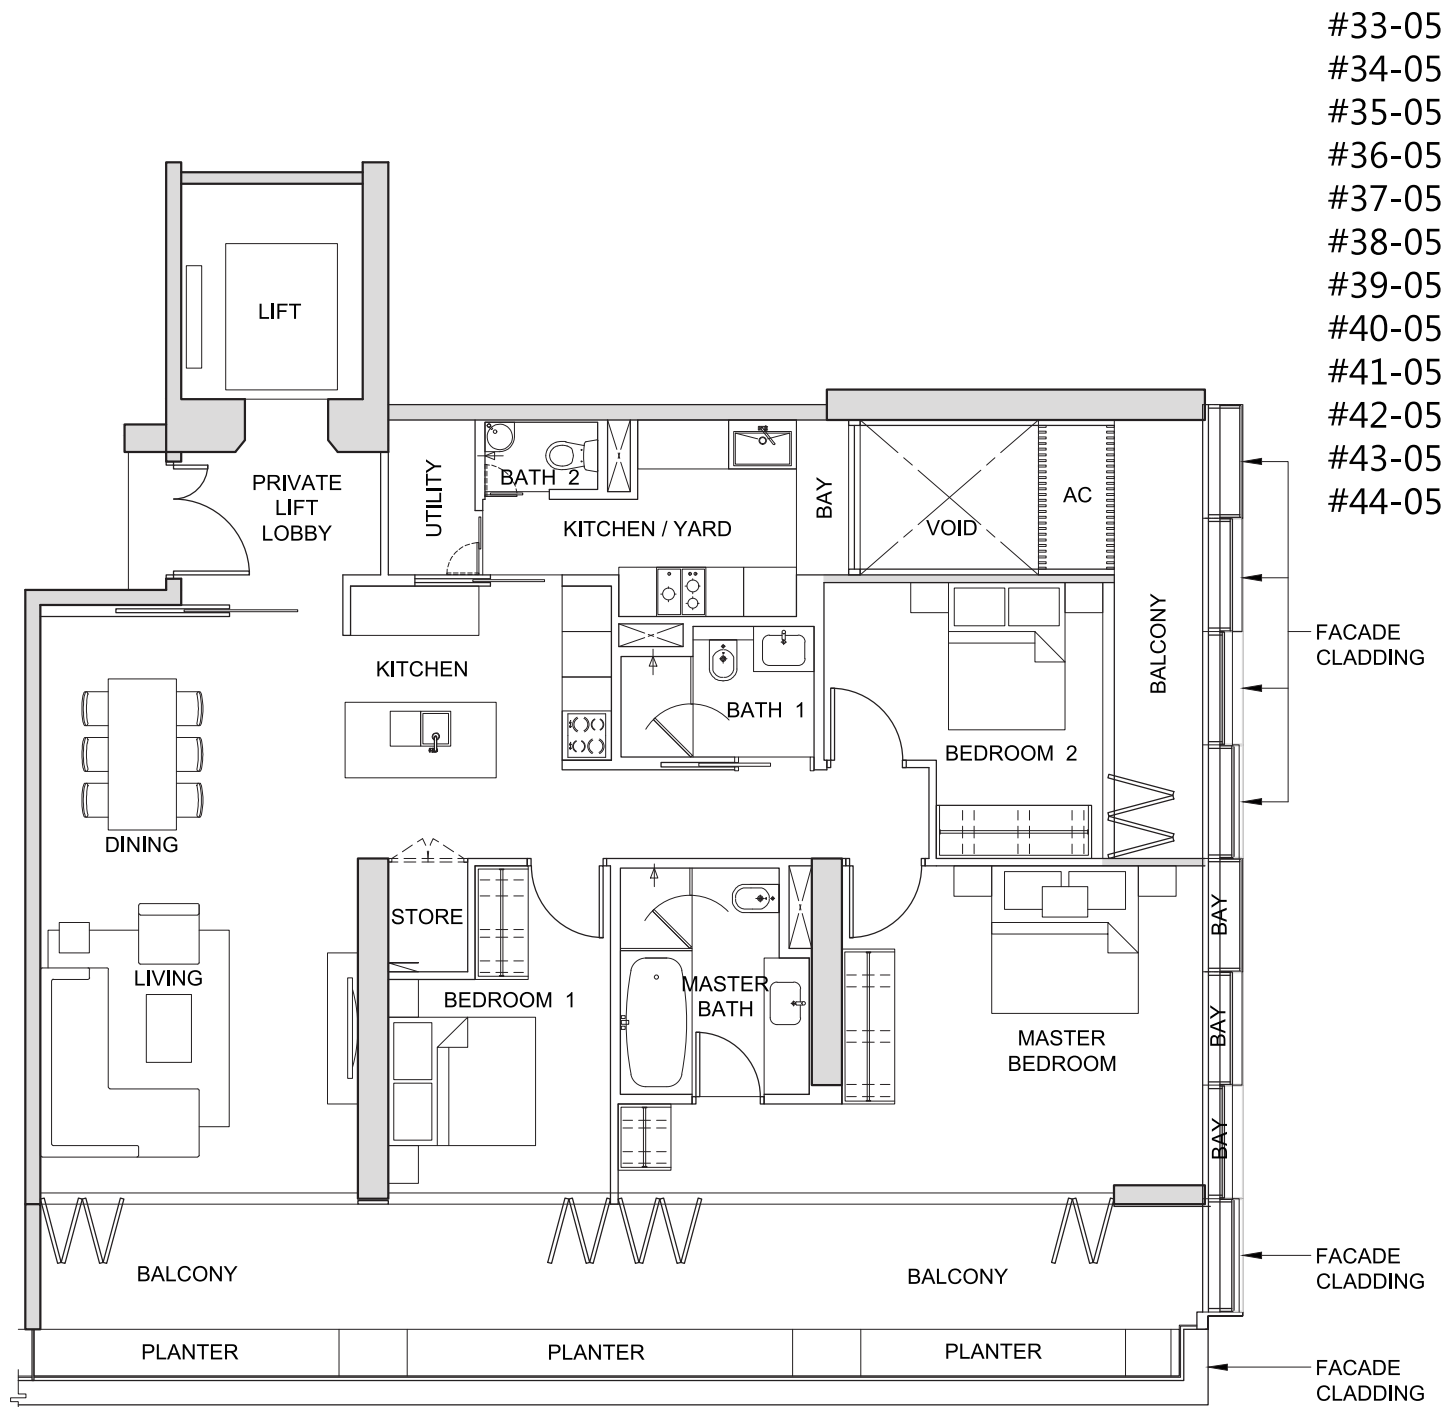 #33-05
#34-05
#35-05
#36-05
#37-05
#38-05
#39-05
#40-05
#41-05
#42-05
#43-05
#44-05
LIFT
PRIVATE
LIFT
LOBBY
UTILITY
BATH 2
KITCHEN / YARD
BAY
VOID
AC
BALCONY
FACADE
CLADDING
KITCHEN
BATH 1
BEDROOM 2
DINING
STORE
LIVING
BEDROOM 1
MASTER
BATH
MASTER
BEDROOM
BAY
BAY
BAY
BALCONY
BALCONY
FACADE
CLADDING
PLANTER
PLANTER
PLANTER
FACADE
CLADDING